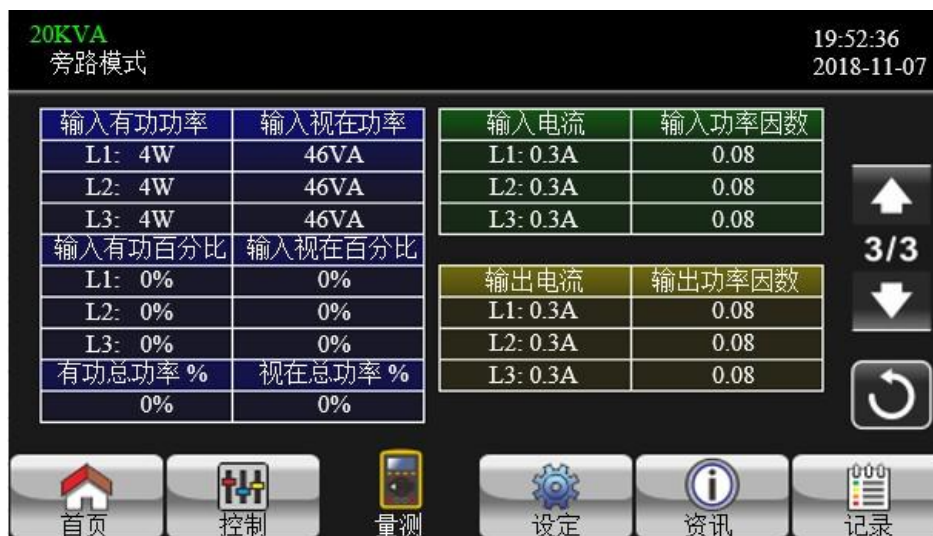 20KVA
旁路模式
19:52:36
2018-11-07
输入有功功率 输入视在功率
L1: 4W 46VA
L2: 4W 46VA
L3: 4W 46VA
输入有功百分比 输入视在百分比
L1: 0% 0%
L2: 0% 0%
L3: 0% 0%
有功总功率 % 视在总功率 %
0% 0%
输入电流 输入功率因数
L1: 0.3A 0.08
L2: 0.3A 0.08
L3: 0.3A 0.08
输出电流 输出功率因数
L1: 0.3A 0.08
L2: 0.3A 0.08
L3: 0.3A 0.08
3/3
首页 控制 量测 设定 资讯 记录